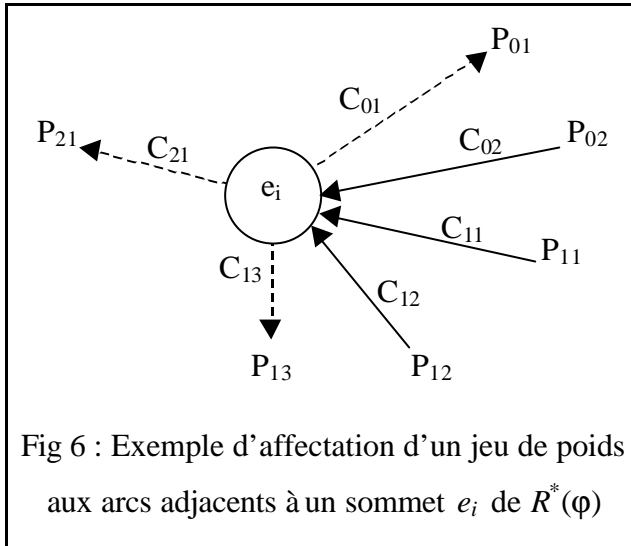 P01
C01
P21
C21
C02
P02
ei
C11
P11
C13
C12
P13
P12
Fig 6 : Exemple d'affectation d'un jeu de poids
aux arcs adjacents à un sommet ei de R*(φ)